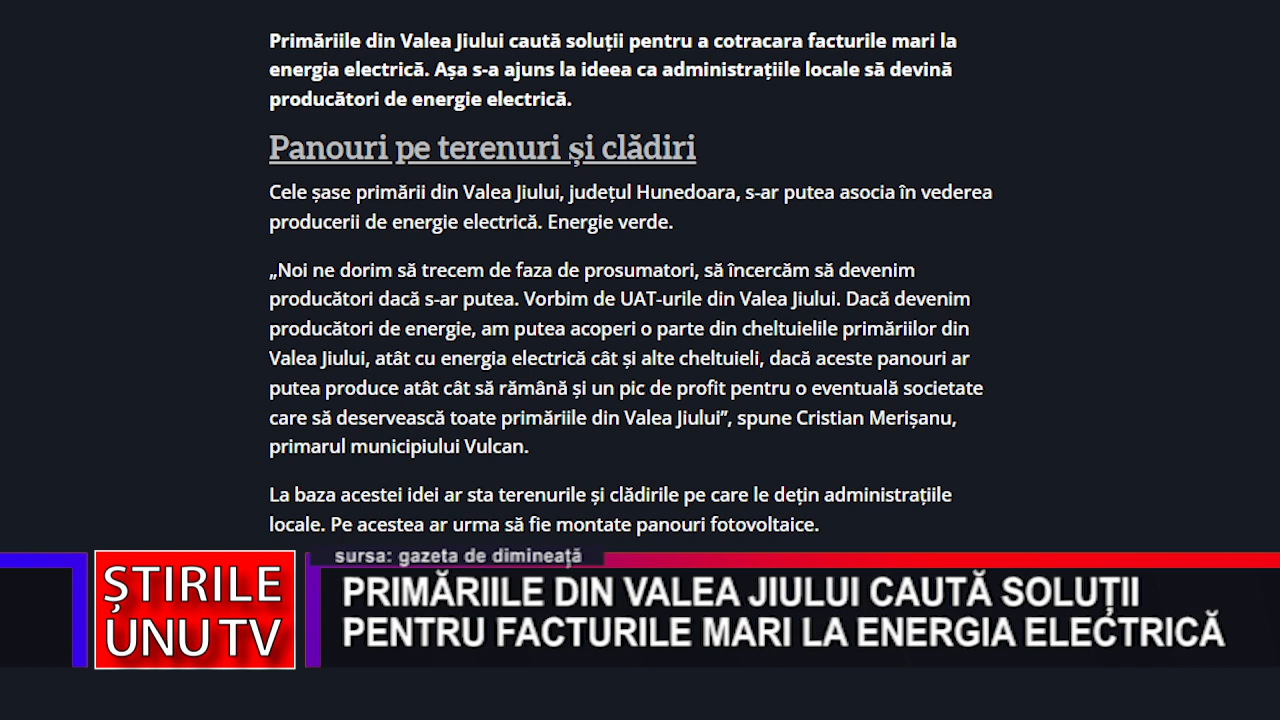 Primăriile din Valea Jiului caută soluții pentru a cotracara facturile mari la
energia electrică. Așa s-a ajuns la ideea ca administrațiile locale să devină
producători de energie electrică.
Panouri pe terenuri și clădiri
Cele șase primării din Valea Jiului, județul Hunedoara, s-ar putea asocia în vederea
producerii de energie electrică. Energie verde.
„Noi ne dorim să trecem de faza de prosumatori, să încercăm să devenim
producători dacă s-ar putea. Vorbim de UAT-urile din Valea Jiului. Dacă devenim
producători de energie, am putea acoperi o parte din cheltuielile primăriilor din
Valea Jiului, atât cu energia electrică cât și alte cheltuieli, dacă aceste panouri ar
putea produce atât cât să rămână și un pic de profit pentru o eventuală societate
care să deservească toate primăriile din Valea Jiului”, spune Cristian Merișanu,
primarul municipiului Vulcan.
La baza acestei idei ar sta terenurile și clădirile pe care le dețin administrațiile
locale. Pe acestea ar urma să fie montate panouri fotovoltaice.
sursa: gazeta de dimineață
ȘTIRILE
UNU TV
PRIMĂRIILE DIN VALEA JIULUI CAUTĂ SOLUȚII
PENTRU FACTURILE MARI LA ENERGIA ELECTRICĂ